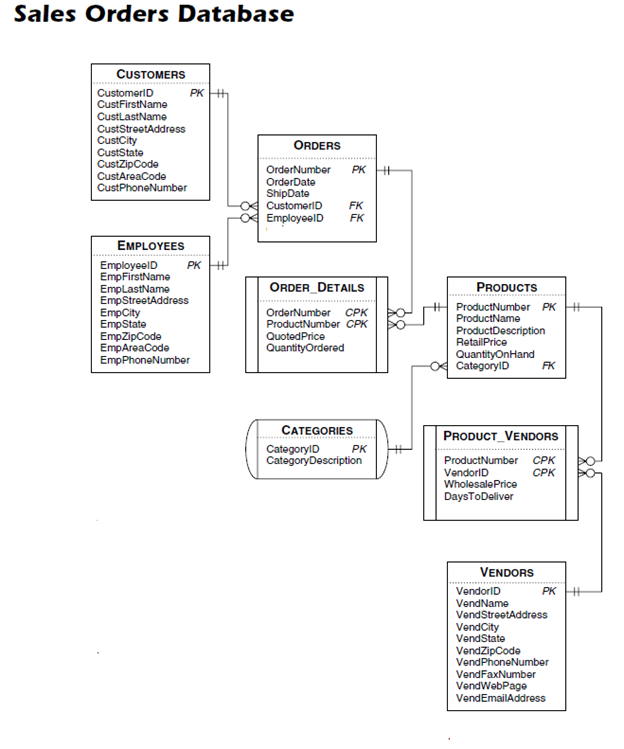 Sales Orders Database
CUSTOMERS
CustomerID PK
CustFirstName
CustLastName
CustStreetAddress
CustCity
CustState
CustZipCode
CustAreaCode
CustPhoneNumber
ORDERS
OrderNumber PK
OrderDate
ShipDate
CustomerID FK
EmployeeID FK
EMPLOYEES
EmployeeID PK
EmpFirstName
EmpLastName
EmpStreetAddress
EmpCity
EmpState
EmpZipCode
EmpAreaCode
EmpPhoneNumber
ORDER_DETAILS
OrderNumber CPK
ProductNumber CPK
QuotedPrice
QuantityOrdered
PRODUCTS
ProductNumber PK
ProductName
ProductDescription
RetailPrice
QuantityOnHand
CategoryID FK
CATEGORIES
CategoryID PK
CategoryDescription
PRODUCT_VENDORS
ProductNumber CPK
VendorID CPK
WholesalePrice
DaysToDeliver
VENDORS
VendorID PK
VendName
VendStreetAddress
VendCity
VendState
VendZipCode
VendPhoneNumber
VendFaxNumber
VendWebPage
VendEmailAddress